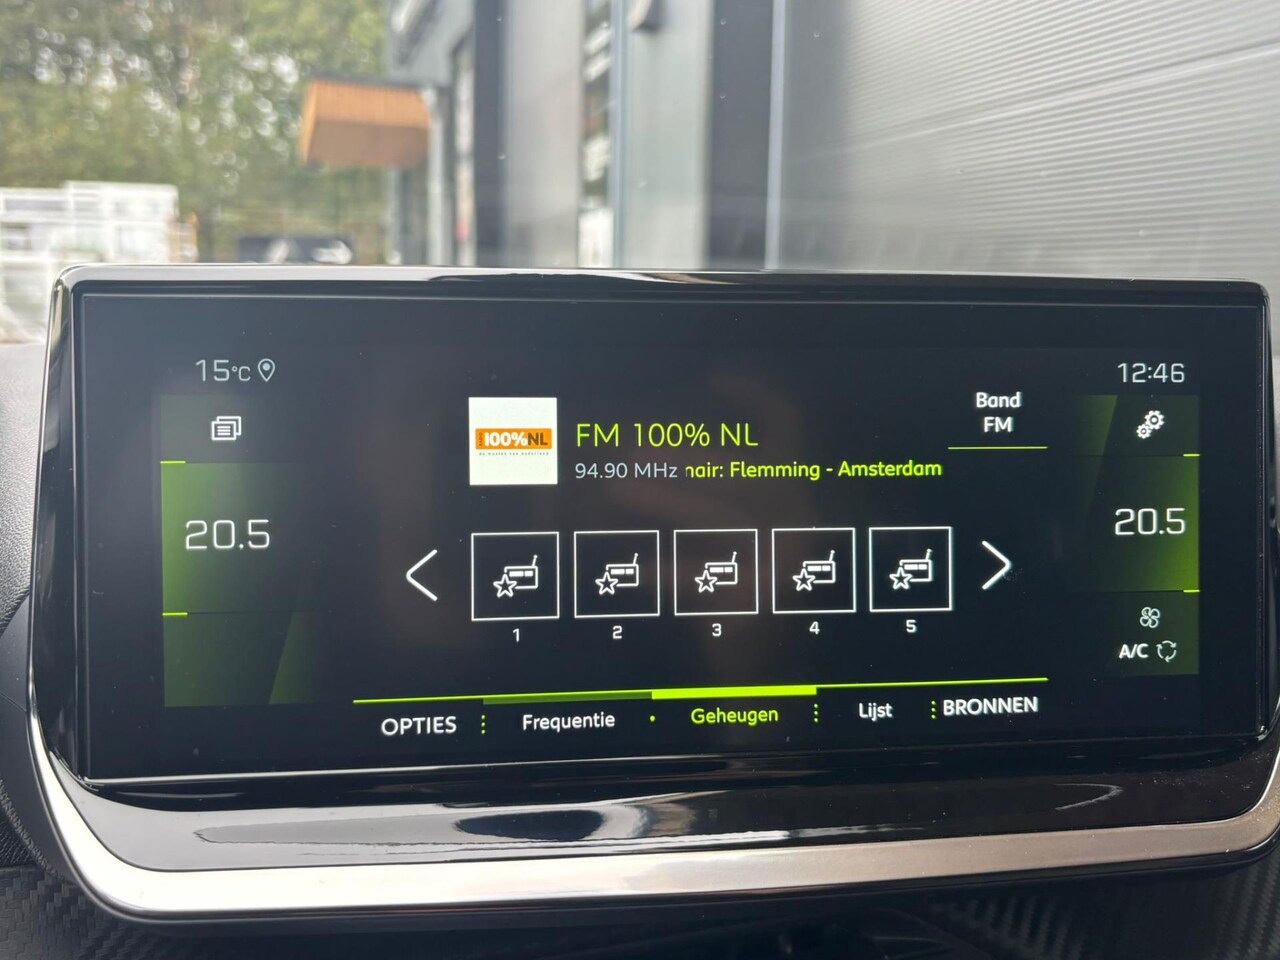 15°C
12:46
Band
FM
100%NL
FM 100% NL
94.90 MHz nair: Flemming - Amsterdam
20.5
20.5
1 2 3 4 5
A/C
OPTIES Frequentie Geheugen Lijst BRONNEN